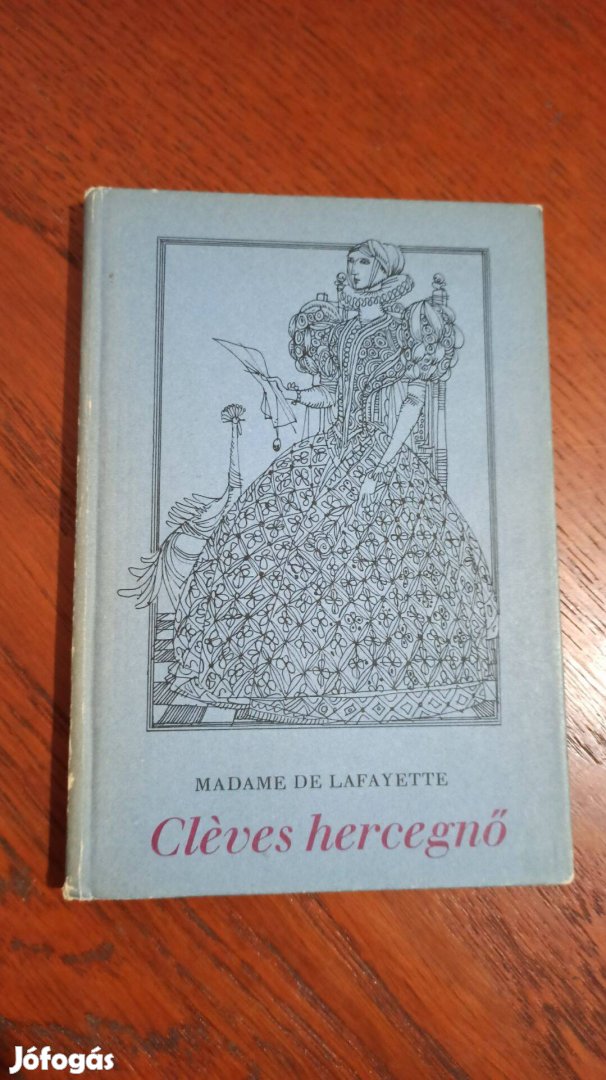 MADAME DE LAFAYETTE
Clèves hercegnő
Jófogás